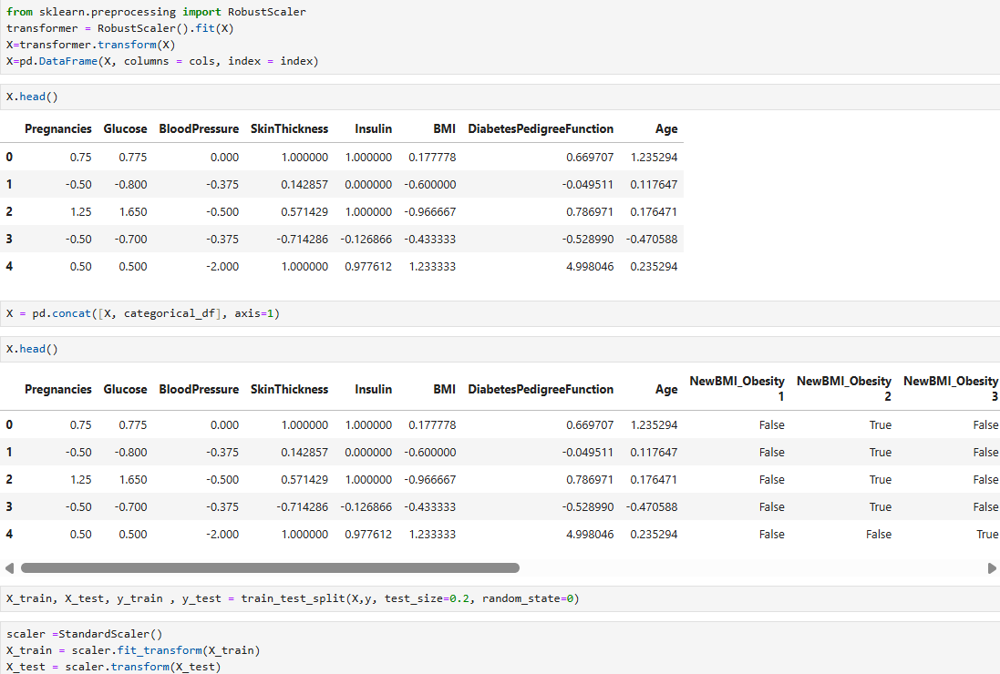 from sklearn.preprocessing import RobustScaler
transformer = RobustScaler().fit(X)
X=transformer.transform(X)
X=pd.DataFrame(X, columns = cols, index = index)
X.head()
Pregnancies Glucose BloodPressure SkinThickness Insulin BMI DiabetesPedigreeFunction Age
0 0.75 0.775 0.000 1.000000 1.000000 0.177778 0.669707 1.235294
1 -0.50 -0.800 -0.375 0.142857 0.000000 -0.600000 -0.049511 0.117647
2 1.25 1.650 -0.500 0.571429 1.000000 -0.966667 0.786971 0.176471
3 -0.50 -0.700 -0.375 -0.714286 -0.126866 -0.433333 -0.528990 -0.470588
4 0.50 0.500 -2.000 1.000000 0.977612 1.233333 4.998046 0.235294
X = pd.concat([X, categorical_df], axis=1)
X.head()
Pregnancies Glucose BloodPressure SkinThickness Insulin BMI DiabetesPedigreeFunction Age NewBMI_Obesity 1 NewBMI_Obesity 2 NewBMI_Obesity 3
0 0.75 0.775 0.000 1.000000 1.000000 0.177778 0.669707 1.235294 False True False
1 -0.50 -0.800 -0.375 0.142857 0.000000 -0.600000 -0.049511 0.117647 False True False
2 1.25 1.650 -0.500 0.571429 1.000000 -0.966667 0.786971 0.176471 False True False
3 -0.50 -0.700 -0.375 -0.714286 -0.126866 -0.433333 -0.528990 -0.470588 False True False
4 0.50 0.500 -2.000 1.000000 0.977612 1.233333 4.998046 0.235294 False False True
X_train, X_test, y_train , y_test = train_test_split(X,y, test_size=0.2, random_state=0)
scaler =StandardScaler()
X_train = scaler.fit_transform(X_train)
X_test = scaler.transform(X_test)